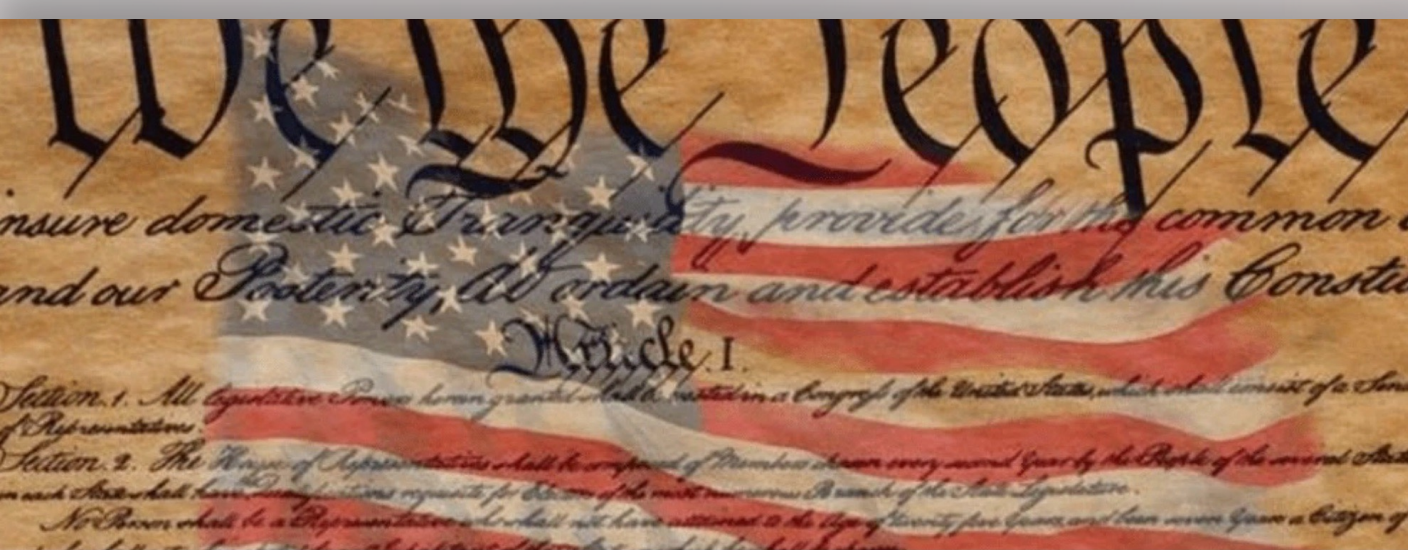 We the People
insure domestic Tranquility, provide for the common
and our Posterity, do ordain and establish this Constitu
Article. I.
Section. 1. All legislative Powers herein granted shall be vested in a Congress of the United States, which shall consist of a Sena
of Representatives.
Section. 2. The House of Representatives shall be composed of Members chosen every second Year by the People of the several State
in each State shall have Qualifications requisite for Electors of the most numerous Branch of the State Legislature.
No Person shall be a Representative who shall not have attained to the Age of twenty five Years, and been seven Years a Citizen of